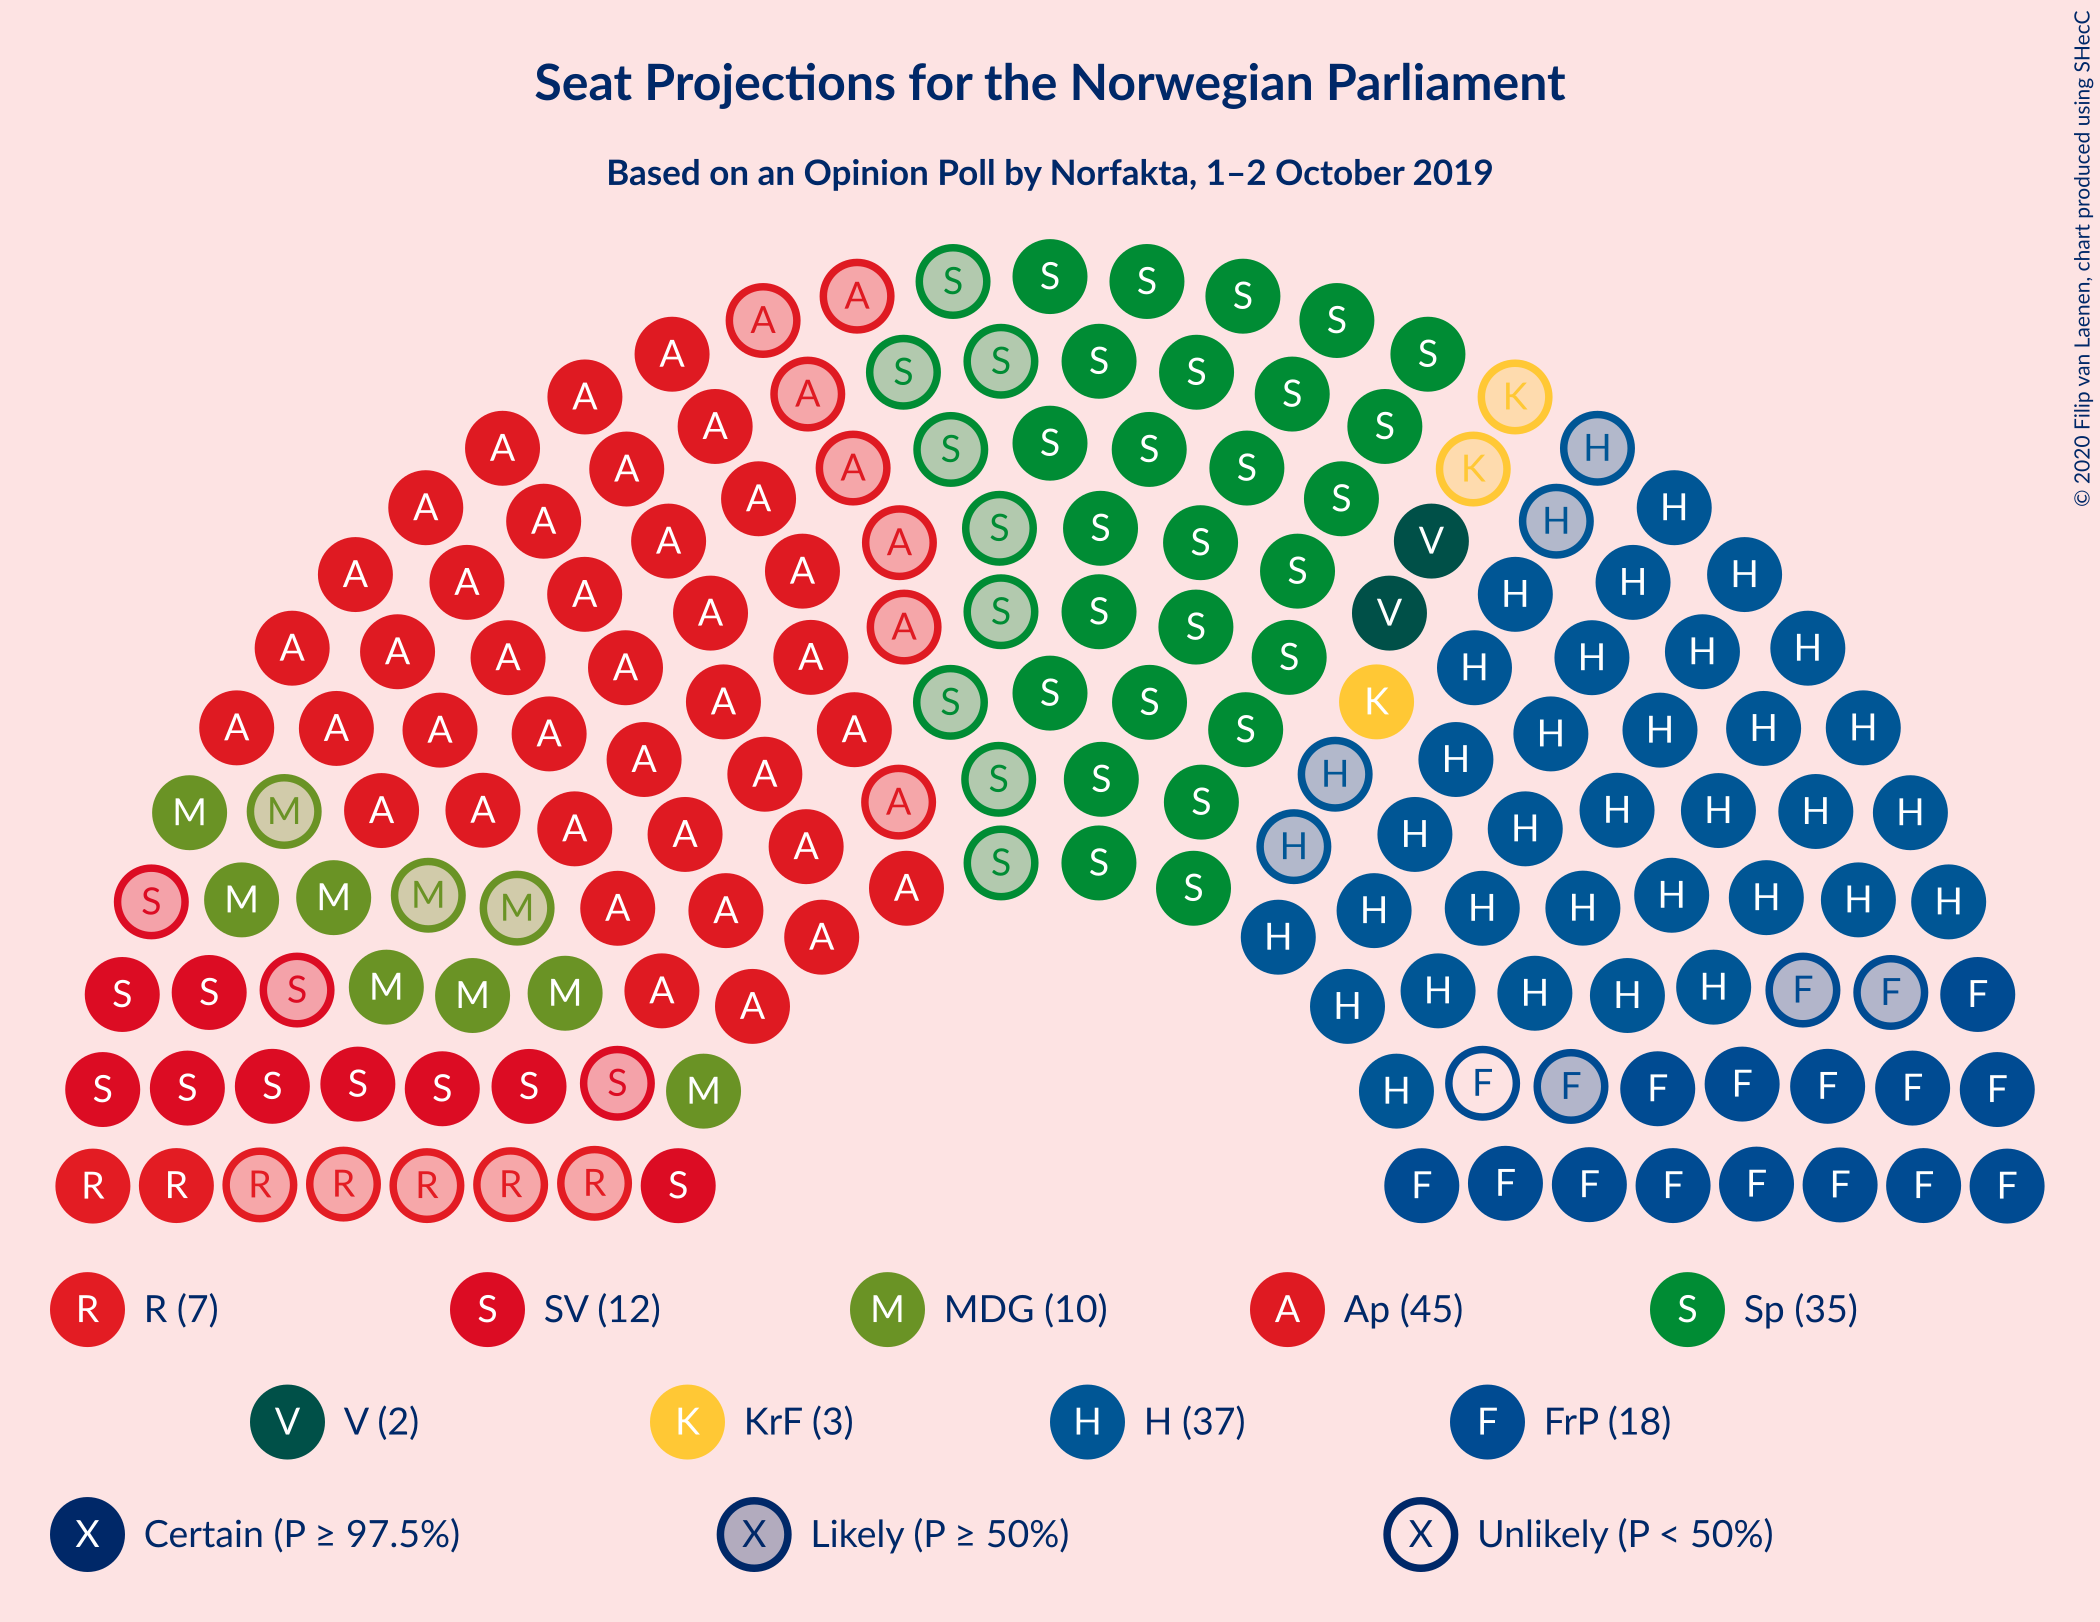 Seat Projections for the Norwegian Parliament
Based on an Opinion Poll by Norfakta, 1–2 October 2019
© 2020 Filip van Laenen, chart produced using SHecC
S S S S S S
A A S S S S S S K H
A A A S S S S S K H H
A A A A S S S S V H H H
A A A A A S S S V H H H H
A A A A A S S S S K H H H H
A A A A A A S S S H H H H H
M M A A A A A A S S S H H H H H H H
S M M M M A A A A H H H H H H H H
S S S M M M A A H H H H H F F F
S S S S S S S M H F F F F F F F
R R R R R R R S F F F F F F F F
R R (7) S SV (12) M MDG (10) A Ap (45) S Sp (35)
V V (2) K KrF (3) H H (37) F FrP (18)
X Certain (P ≥ 97.5%) X Likely (P ≥ 50%) X Unlikely (P < 50%)